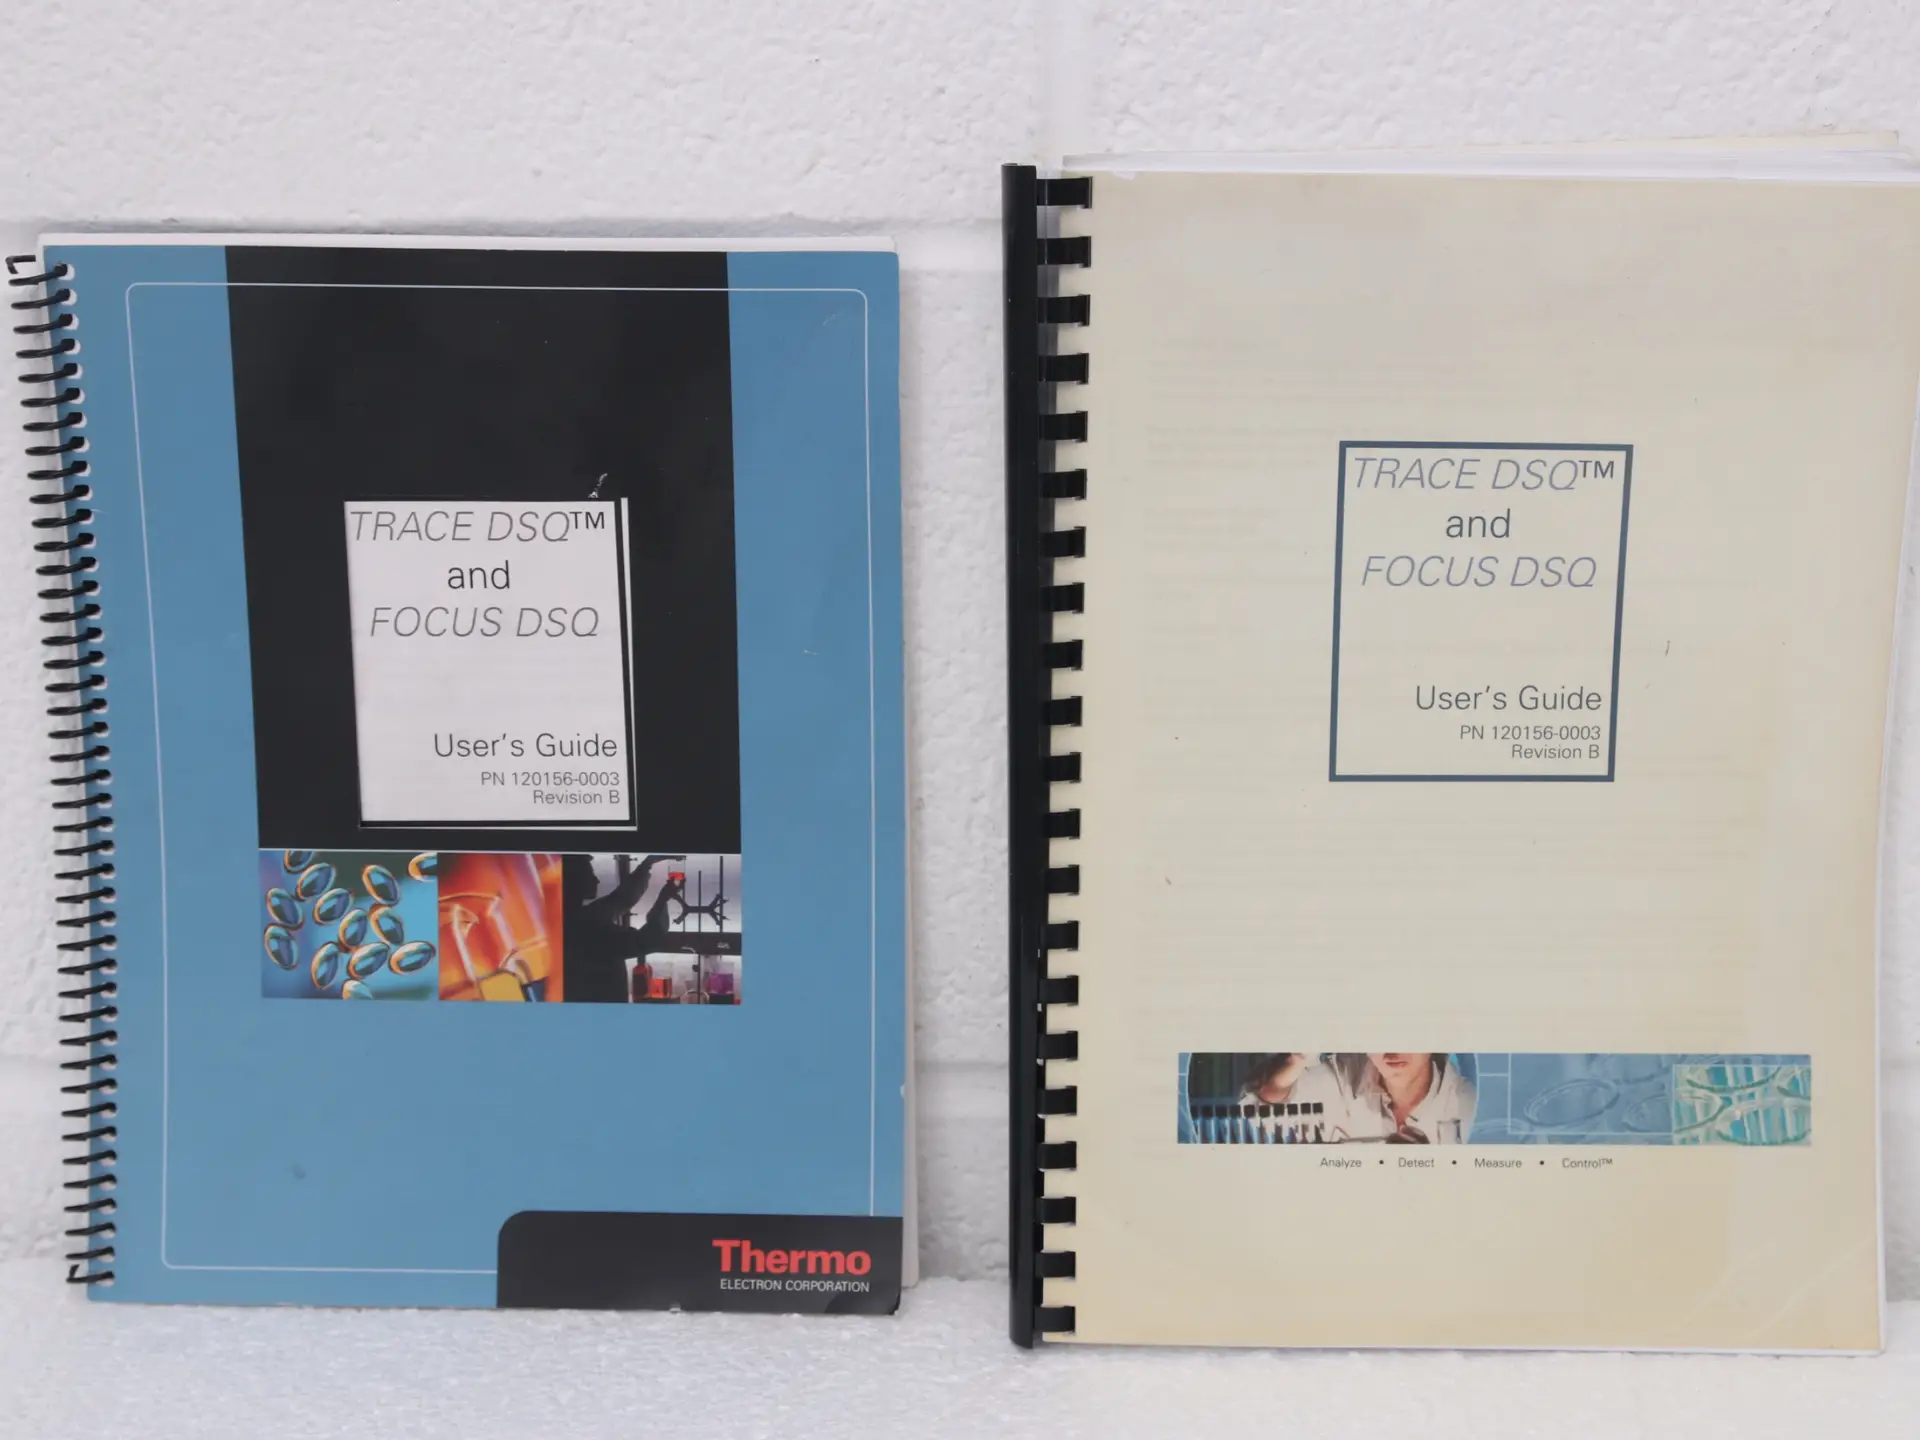 TRACE DSQ™
and
FOCUS DSQ
User's Guide
PN 120156-0003
Revision B
Thermo
ELECTRON CORPORATION
TRACE DSQ™
and
FOCUS DSQ
User's Guide
PN 120156-0003
Revision B
Analyze • Detect • Measure • Control™